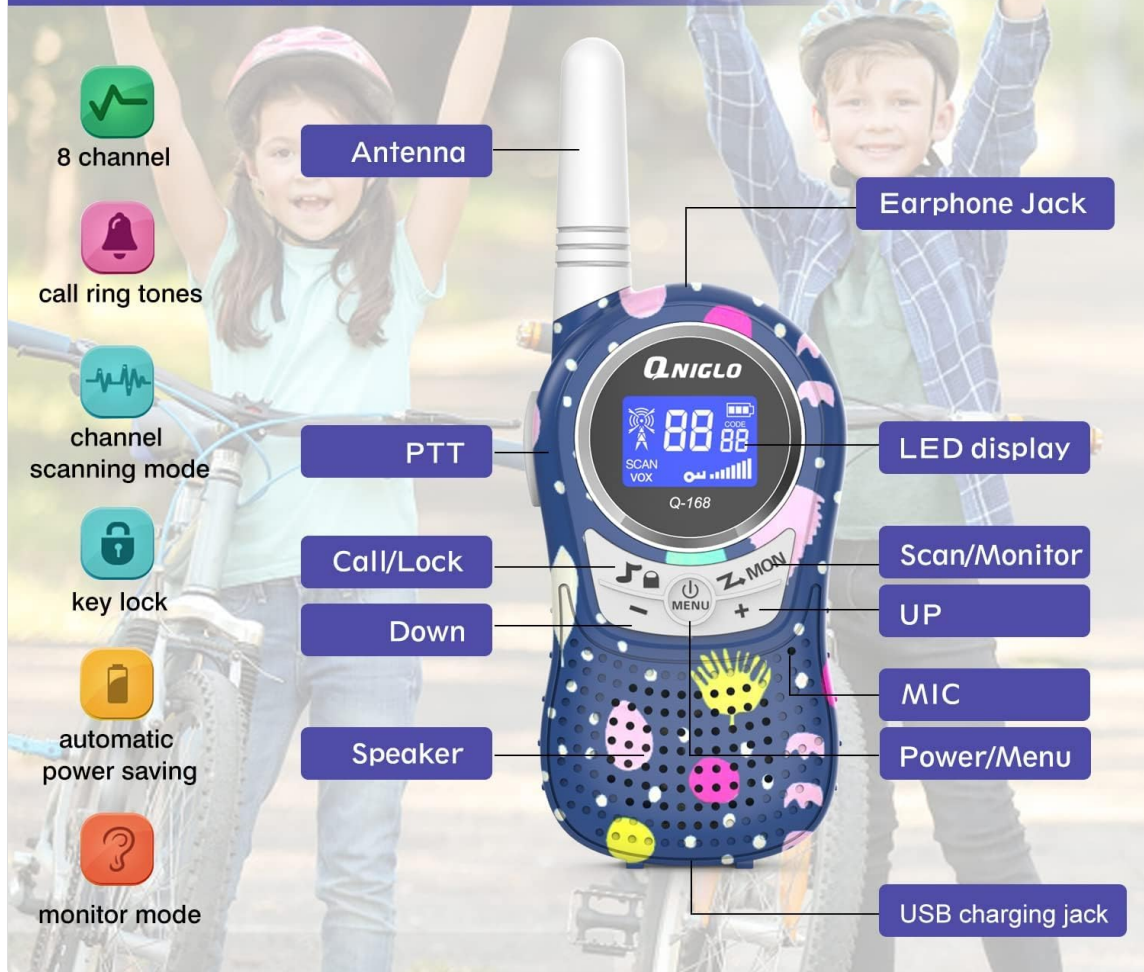 8 channel
call ring tones
channel
scanning mode
key lock
automatic
power saving
monitor mode
Antenna
PTT
Call/Lock
Down
Speaker
QNIGLO
88
CODE
88
SCAN
VOX
Q-168
MON
MENU
-
+
Earphone Jack
LED display
Scan/Monitor
UP
MIC
Power/Menu
USB charging jack